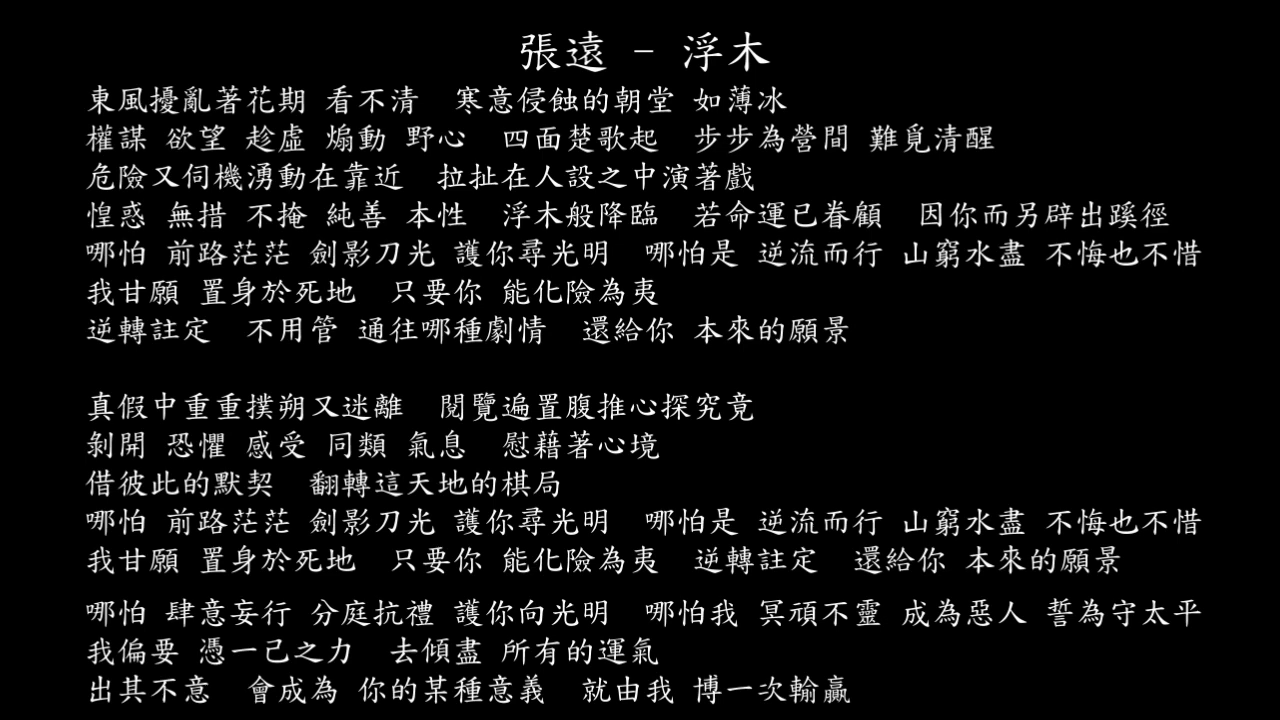 張遠 - 浮木
東風擾亂著花期 看不清 寒意侵蝕的朝堂 如薄冰
權謀 欲望 趁虛 煽動 野心 四面楚歌起 步步為營間 難覓清醒
危險又伺機湧動在靠近 拉扯在人設之中演著戲
惶惑 無措 不掩 純善 本性 浮木般降臨 若命運已眷顧 因你而另辟出蹊徑
哪怕 前路茫茫 劍影刀光 護你尋光明 哪怕是 逆流而行 山窮水盡 不悔也不惜
我甘願 置身於死地 只要你 能化險為夷
逆轉註定 不用管 通往哪種劇情 還給你 本來的願景
真假中重重撲朔又迷離 閱覽遍置腹推心探究竟
剝開 恐懼 感受 同類 氣息 慰藉著心境
借彼此的默契 翻轉這天地的棋局
哪怕 前路茫茫 劍影刀光 護你尋光明 哪怕是 逆流而行 山窮水盡 不悔也不惜
我甘願 置身於死地 只要你 能化險為夷 逆轉註定 還給你 本來的願景
哪怕 肆意妄行 分庭抗禮 護你向光明 哪怕我 冥頑不靈 成為惡人 誓為守太平
我偏要 憑一己之力 去傾盡 所有的運氣
出其不意 會成為 你的某種意義 就由我 博一次輸贏